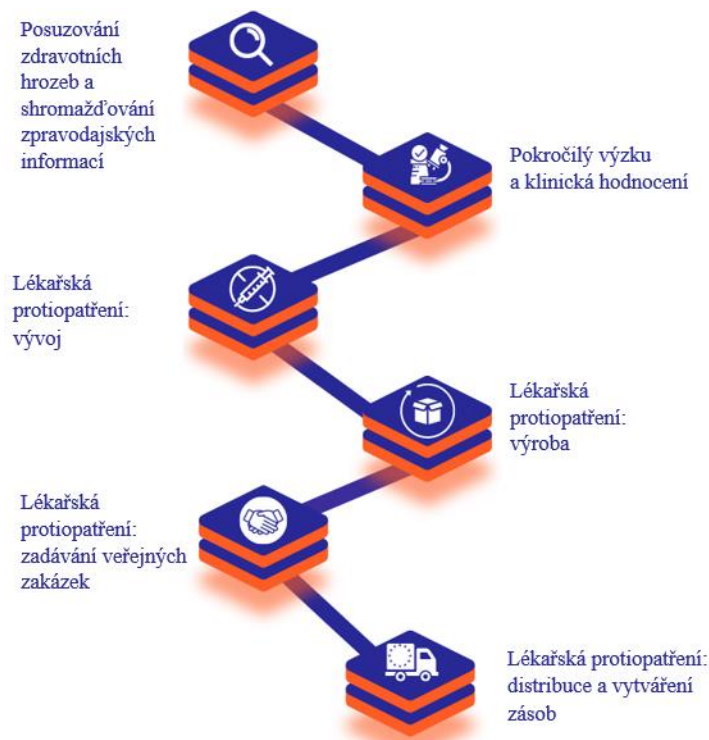 Posuzování
zdravotních
hrozeb a
shromažďování
zpravodajských
informací
Pokročilý výzku
a klinická hodnocení
Lékařská
protiopatření:
vývoj
Lékařská
protiopatření:
výroba
Lékařská
protiopatření:
zadávání veřejných
zakázek
Lékařská protiopatření:
distribuce a vytváření
zásob